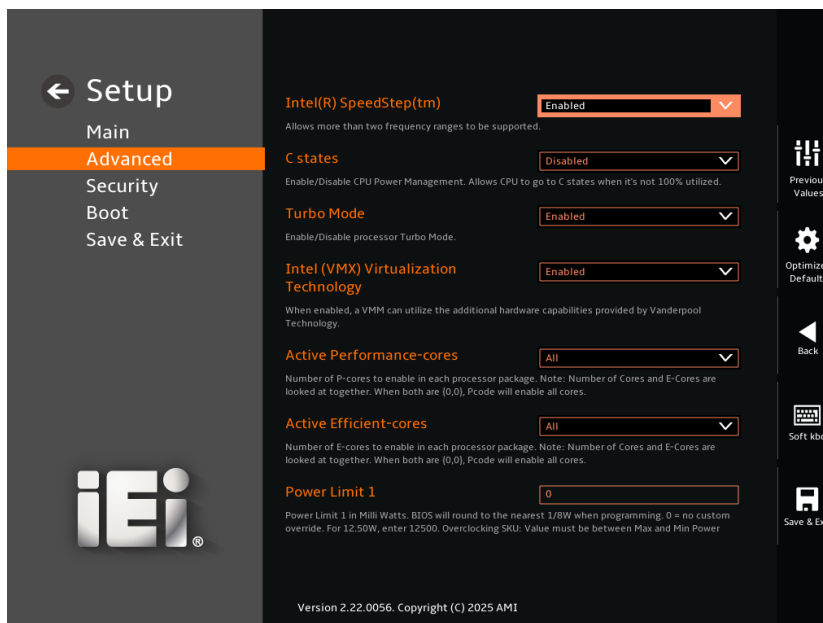 Setup
Main
Advanced
Security
Boot
Save & Exit
Intel(R) SpeedStep(tm)
Enabled
Allows more than two frequency ranges to be supported.
C states
Disabled
Enable/Disable CPU Power Management. Allows CPU to go to C states when it's not 100% utilized.
Turbo Mode
Enabled
Enable/Disable processor Turbo Mode.
Intel (VMX) Virtualization
Technology
Enabled
When enabled, a VMM can utilize the additional hardware capabilities provided by Vanderpool
Technology.
Active Performance-cores
All
Number of P-cores to enable in each processor package. Note: Number of Cores and E-Cores are
looked at together. When both are {0,0}, Pcode will enable all cores.
Active Efficient-cores
All
Number of E-cores to enable in each processor package. Note: Number of Cores and E-Cores are
looked at together. When both are {0,0}, Pcode will enable all cores.
Power Limit 1
0
Power Limit 1 in Milli Watts. BIOS will round to the nearest 1/8W when programming. 0 = no custom
override. For 12.50W, enter 12500. Overclocking SKU: Value must be between Max and Min Power
Previou
Values
Optimize
Default
Back
Soft kbd
Save & Ex
iEi®
Version 2.22.0056. Copyright (C) 2025 AMI